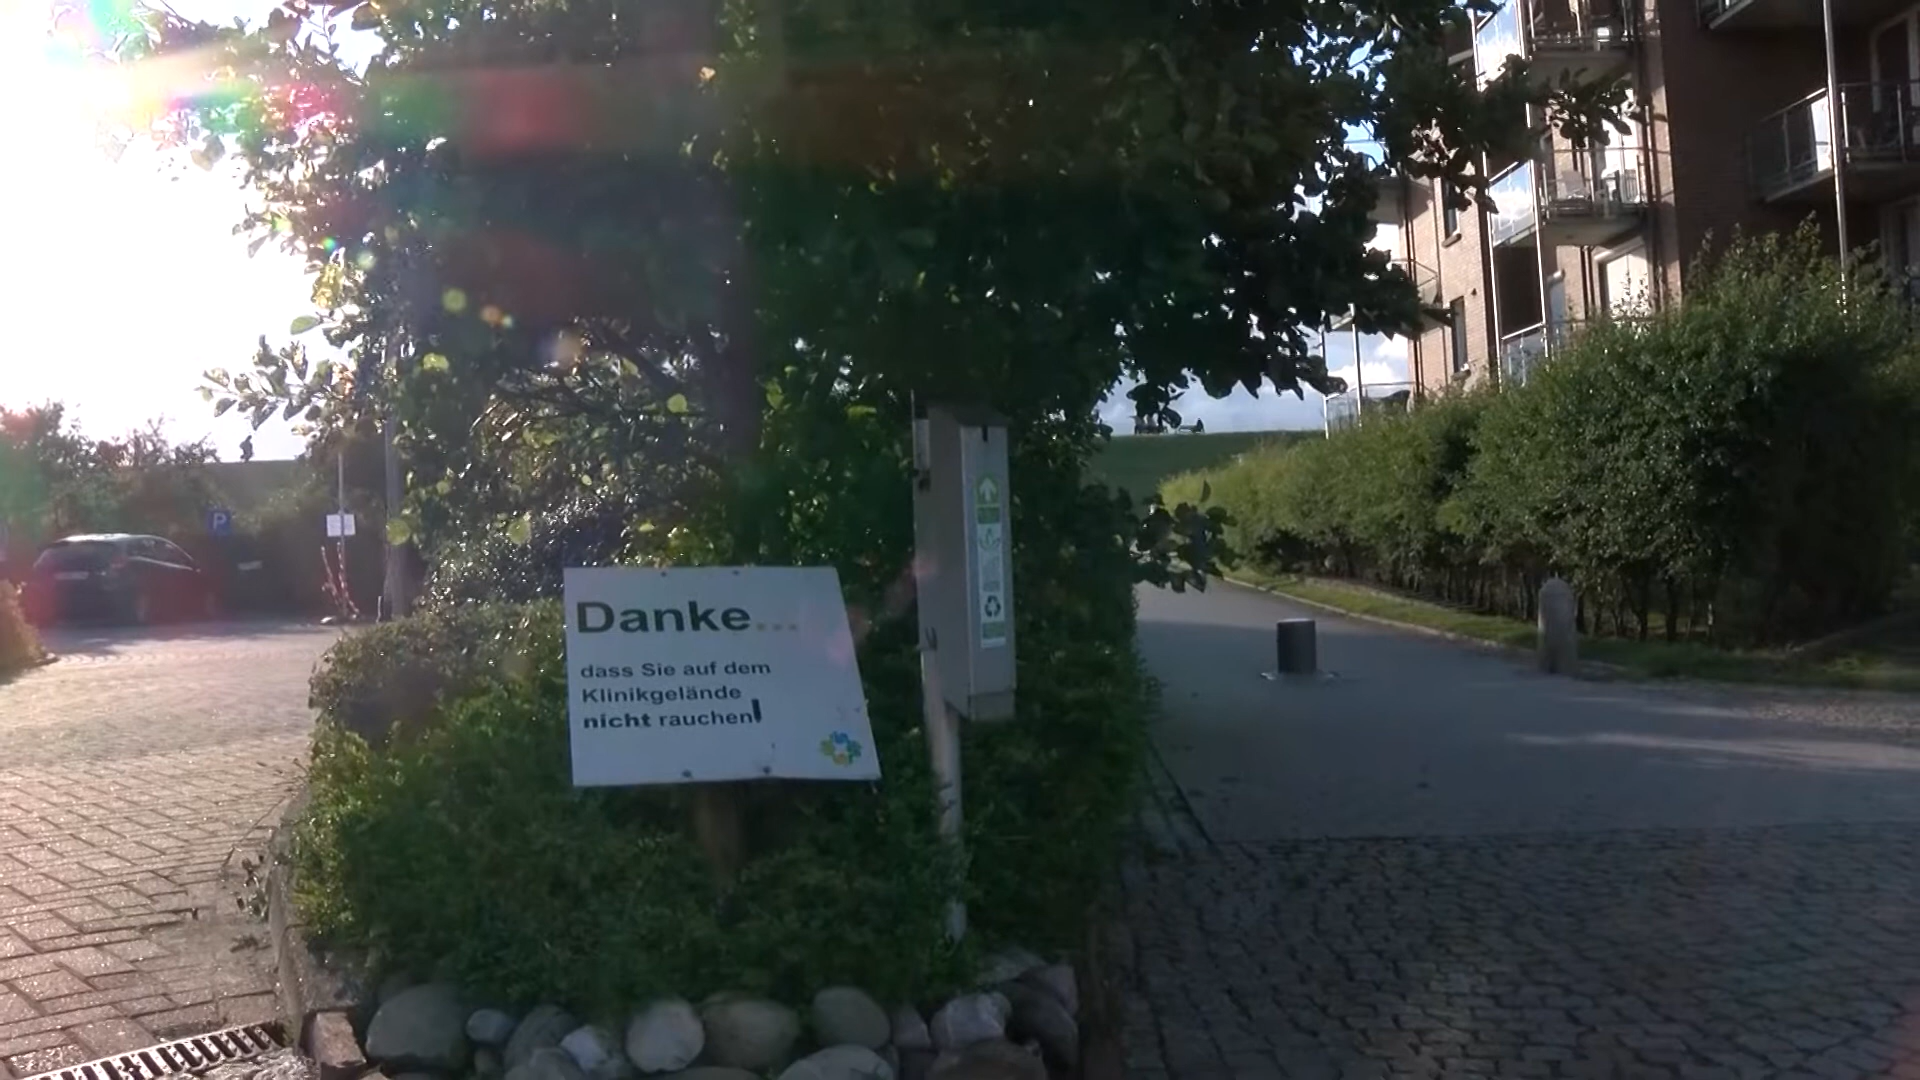 P
Danke...
dass Sie auf dem
Klinikgelände
nicht rauchen!